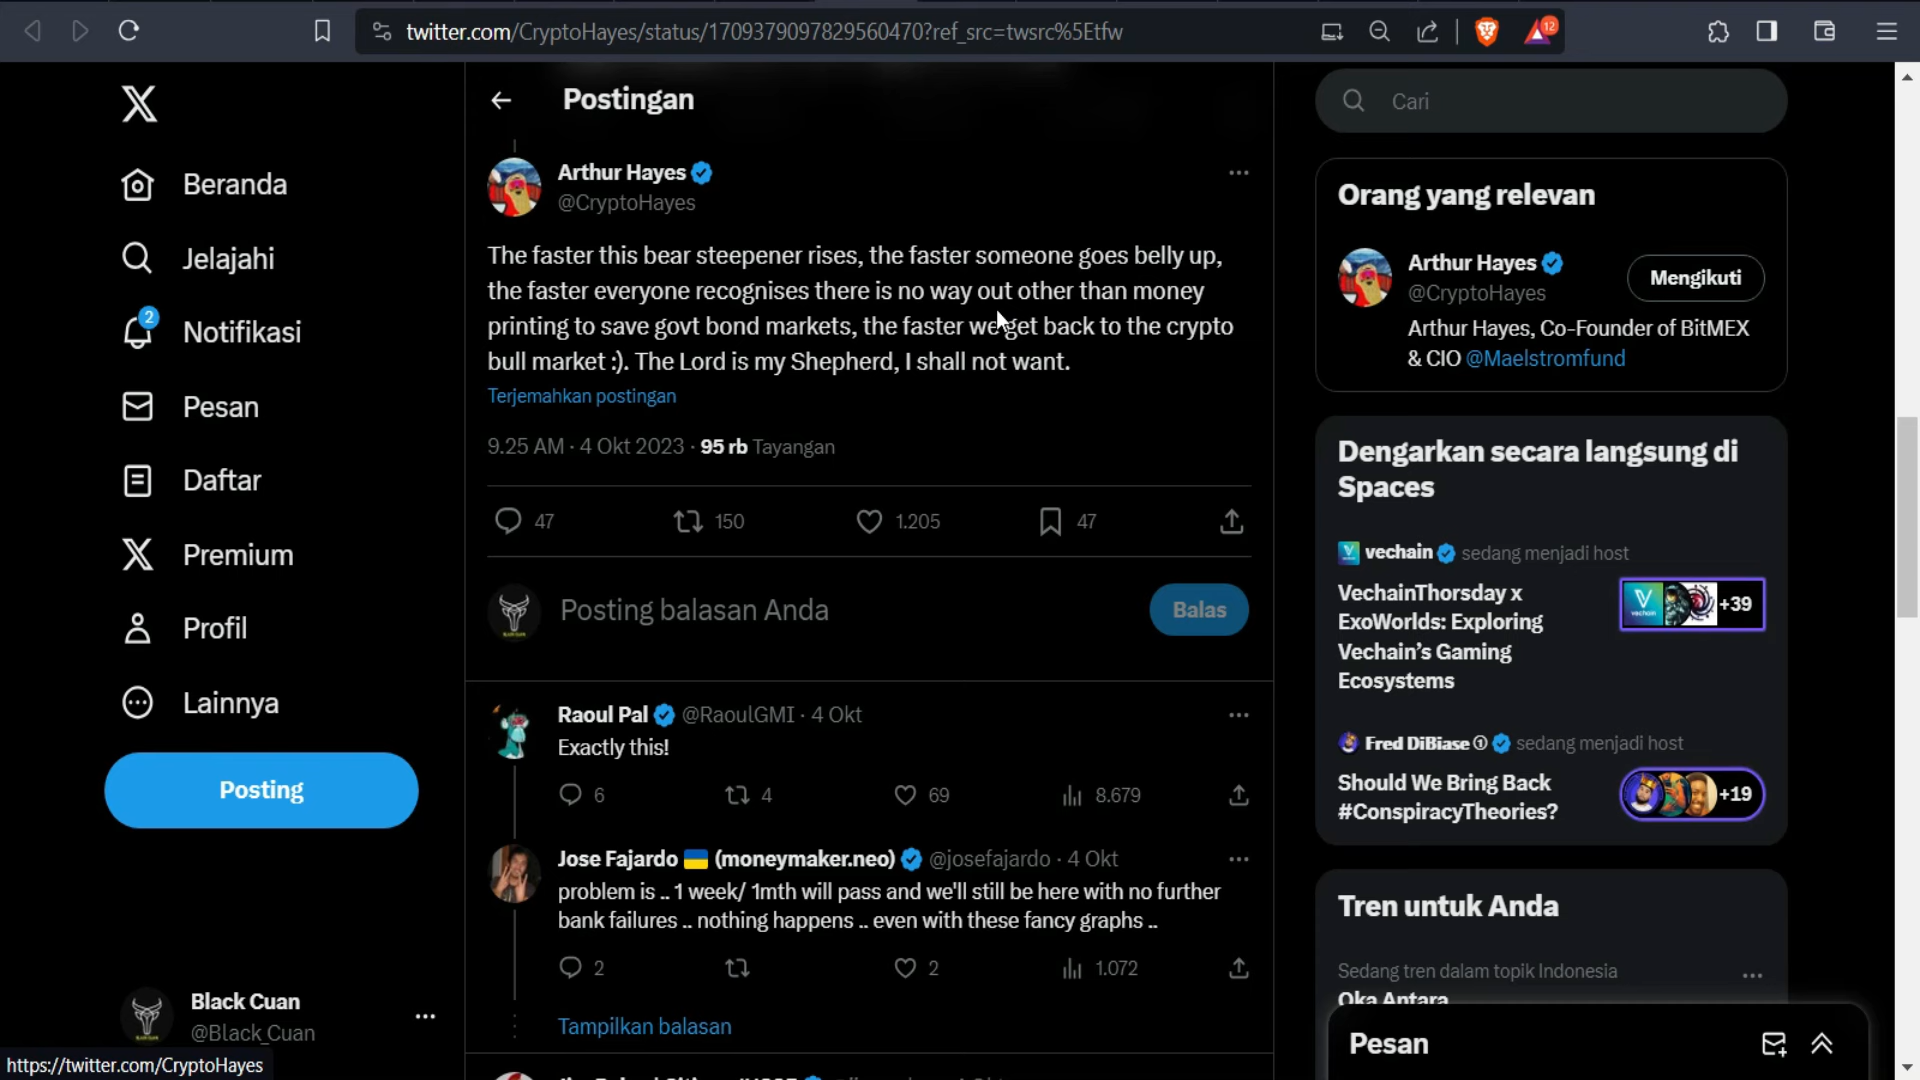 twitter.com/CryptoHayes/status/1709379097829560470?ref_src=twsrc%5Etfw
12
Beranda
Jelajahi
2
Notifikasi
Pesan
Daftar
Premium
Profil
Lainnya
Posting
Black Cuan
@Black_Cuan
https://twitter.com/CryptoHayes
Postingan
Arthur Hayes
@CryptoHayes
The faster this bear steepener rises, the faster someone goes belly up,
the faster everyone recognises there is no way out other than money
printing to save govt bond markets, the faster we get back to the crypto
bull market :). The Lord is my Shepherd, I shall not want.
Terjemahkan postingan
9.25 AM · 4 Okt 2023 · 95 rb Tayangan
47 150 1.205 47
Posting balasan Anda
Balas
Raoul Pal @RaoulGMI · 4 Okt
Exactly this!
6 4 69 8.679
Jose Fajardo 🇺🇦 (moneymaker.neo) @josefajardo · 4 Okt
problem is .. 1 week/ 1mth will pass and we'll still be here with no further
bank failures .. nothing happens .. even with these fancy graphs ..
2 2 1.072
Tampilkan balasan
Cari
Orang yang relevan
Arthur Hayes
@CryptoHayes
Mengikuti
Arthur Hayes, Co-Founder of BitMEX
& CIO @Maelstromfund
Dengarkan secara langsung di
Spaces
vechain sedang menjadi host
VechainThorsday x
ExoWorlds: Exploring
Vechain's Gaming
Ecosystems
+39
Fred DiBiase sedang menjadi host
Should We Bring Back
#ConspiracyTheories?
+19
Tren untuk Anda
Sedang tren dalam topik Indonesia
Oka Antara
Pesan